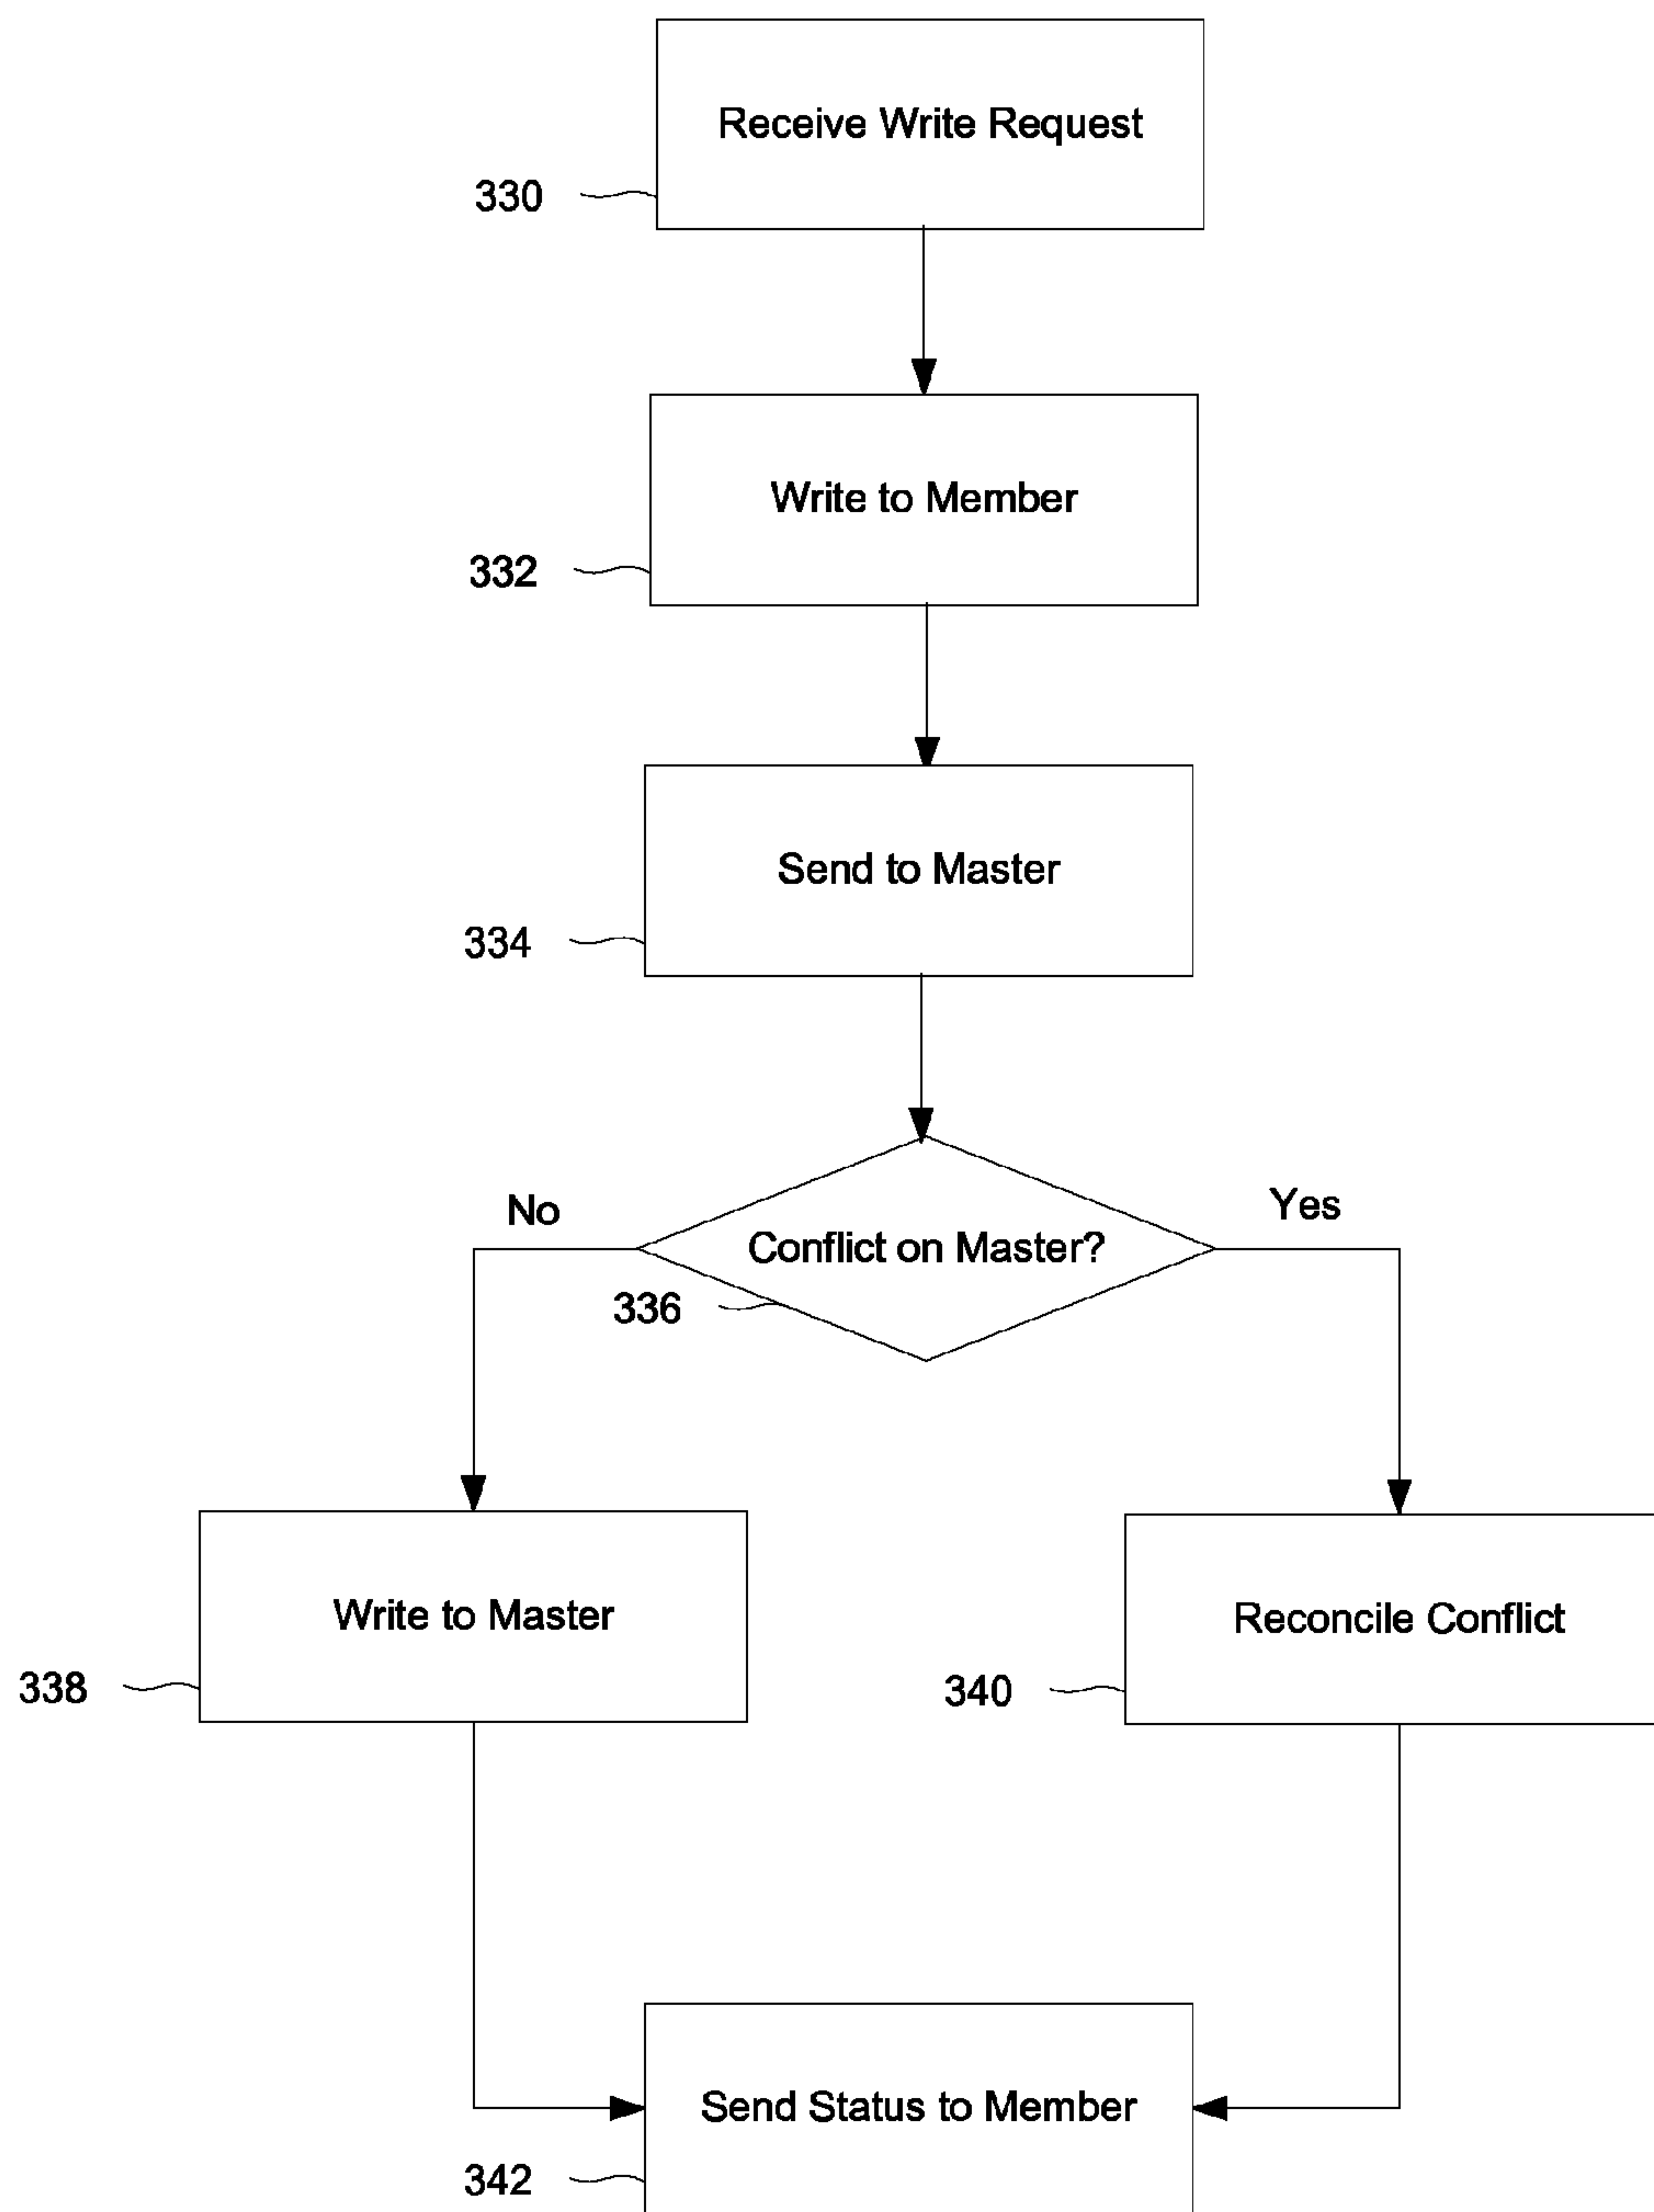 Receive Write Request
330
Write to Member
332
Send to Master
334
No
Yes
Conflict on Master?
336
Write to Master
338
Reconcile Conflict
340
Send Status to Member
342